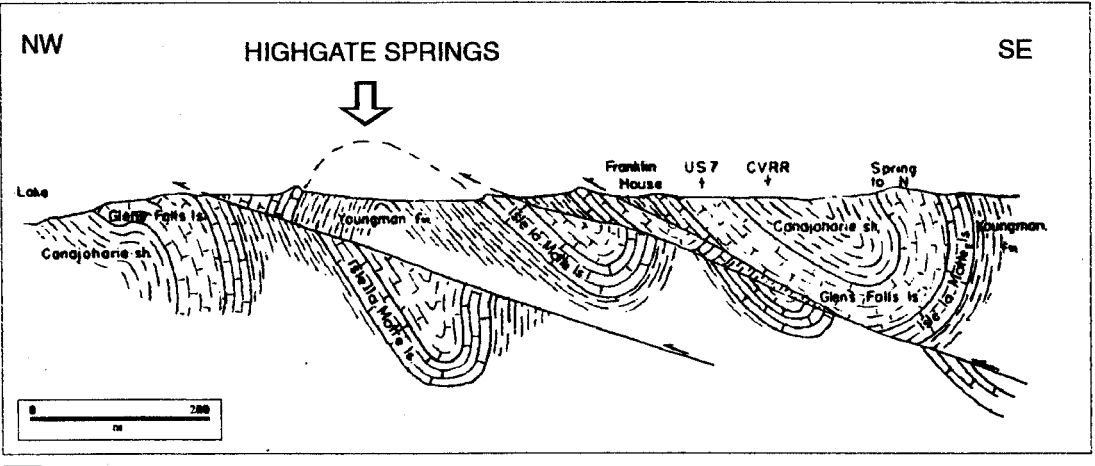 NW
HIGHGATE SPRINGS
SE
Lake
Glens Falls ls.
Canajoharie sh.
Youngman fm.
Isle la Motte ls.
Isle la Motte ls.
Franklin
House
US 7
CVRR
Spring
to N
Canajoharie sh.
Glens Falls ls.
Isle la Motte ls.
Youngman
fm
0 200
m